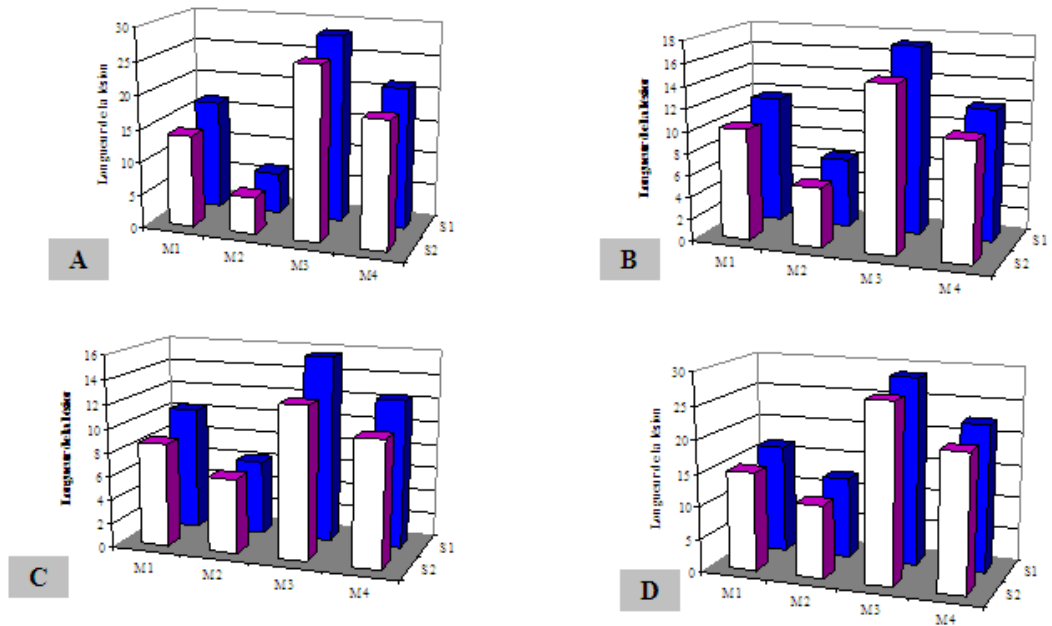 Longueur de la lésion
30
25
20
15
10
5
0
M1
M2
M3
M4
S1
S2
A
Longueur de la lésion
18
16
14
12
10
8
6
4
2
0
M1
M2
M3
M4
S1
S2
B
Longueur de la lésion
16
14
12
10
8
6
4
2
0
M1
M2
M3
M4
S1
S2
C
Longueur de la lésion
30
25
20
15
10
5
0
M1
M2
M3
M4
S1
S2
D